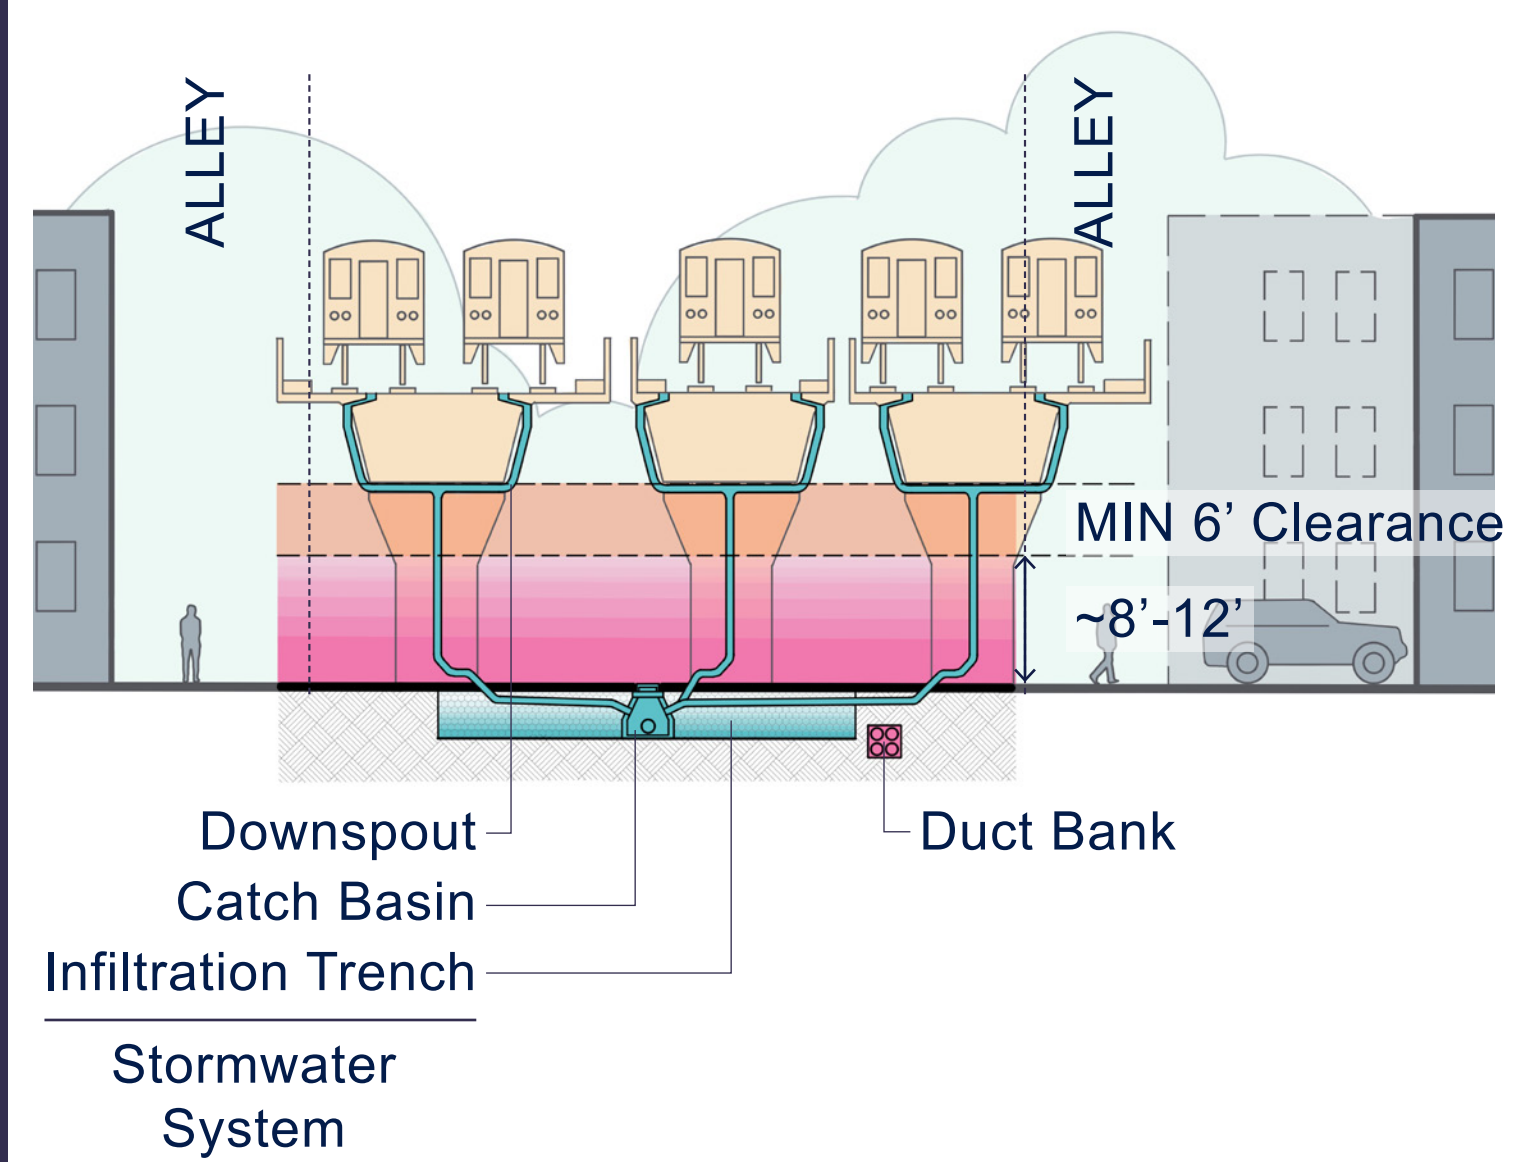 ALLEY
ALLEY
MIN 6’ Clearance
~8’-12’
Downspout
Duct Bank
Catch Basin
Infiltration Trench
Stormwater
System